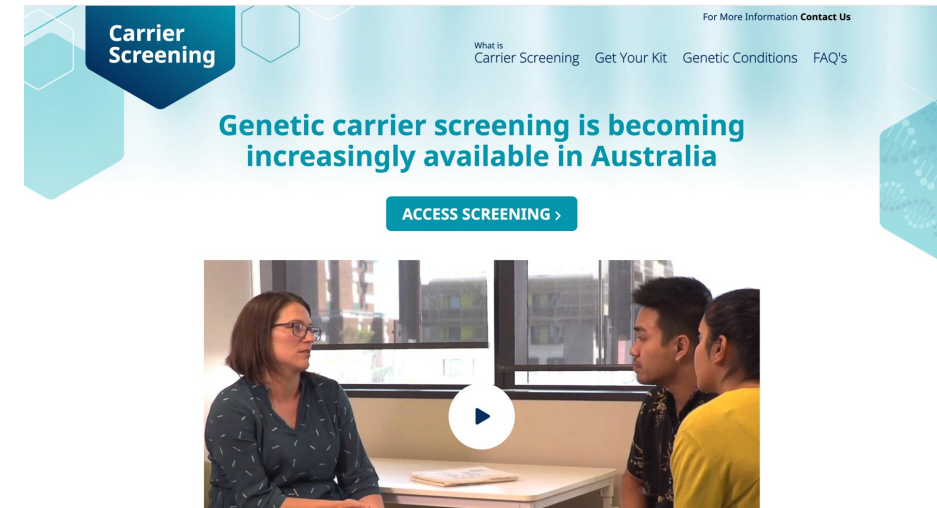 For More Information Contact Us
Carrier
Screening
What is
Carrier Screening
Get Your Kit
Genetic Conditions
FAQ's
Genetic carrier screening is becoming
increasingly available in Australia
ACCESS SCREENING ›